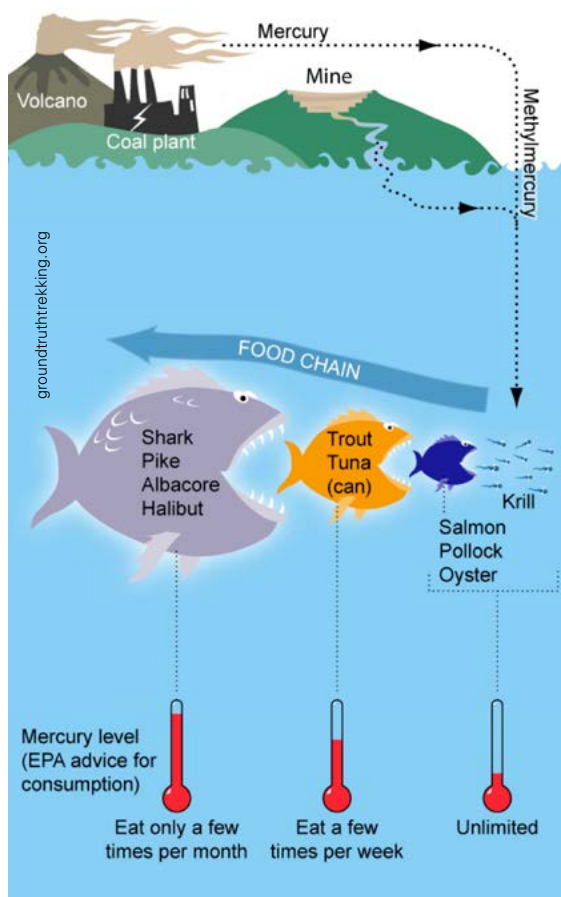 Mercury
Volcano
Coal plant
Mine
Methylmercury
groundtruthtrekking.org
FOOD CHAIN
Shark
Pike
Albacore
Halibut
Trout
Tuna
(can)
Krill
Salmon
Pollock
Oyster
Mercury level
(EPA advice for
consumption)
Eat only a few
times per month
Eat a few
times per week
Unlimited